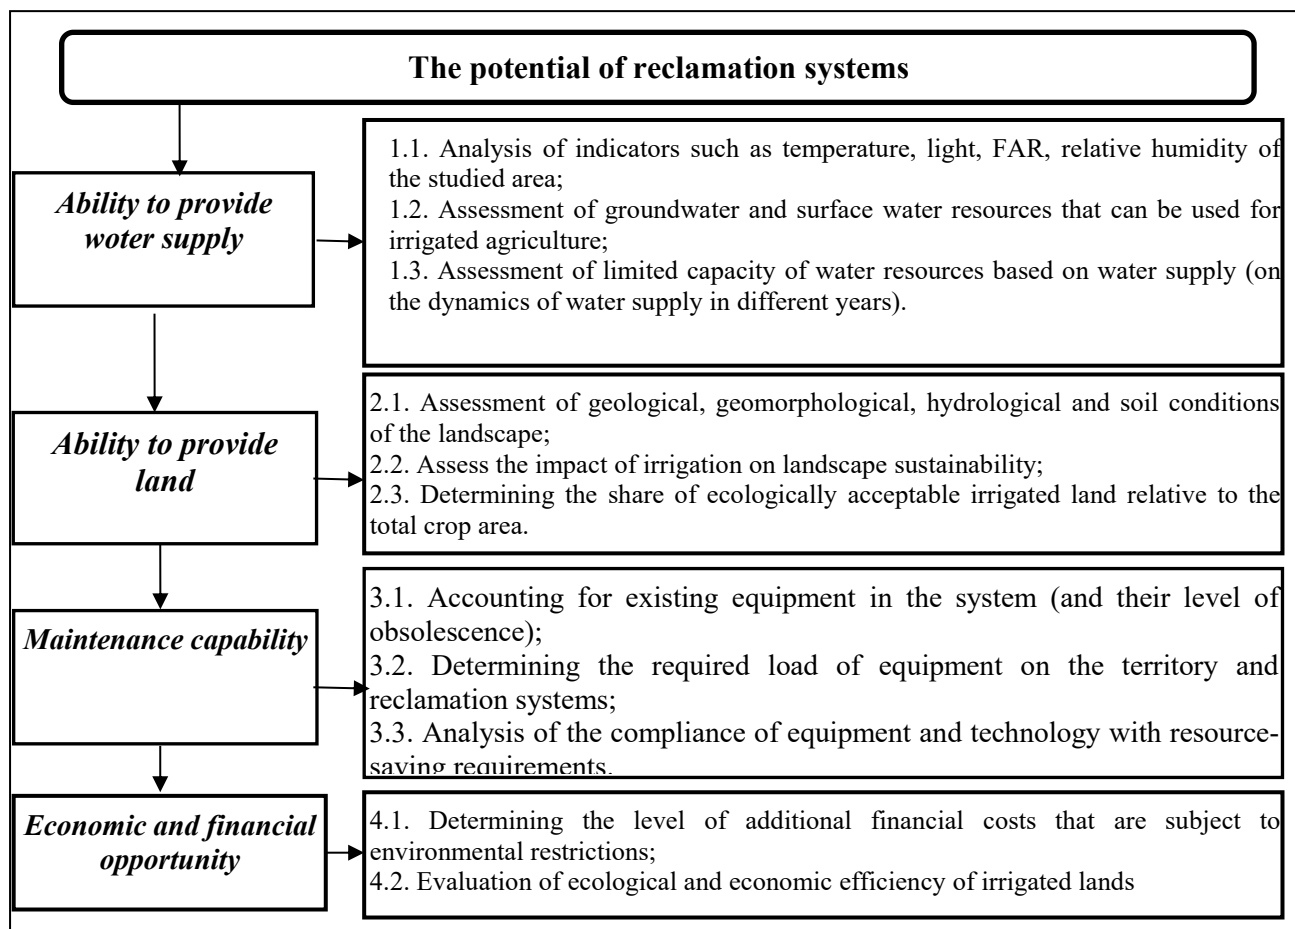 The potential of reclamation systems
Ability to provide
woter supply
1.1. Analysis of indicators such as temperature, light, FAR, relative humidity of
the studied area;
1.2. Assessment of groundwater and surface water resources that can be used for
irrigated agriculture;
1.3. Assessment of limited capacity of water resources based on water supply (on
the dynamics of water supply in different years).
Ability to provide
land
2.1. Assessment of geological, geomorphological, hydrological and soil conditions
of the landscape;
2.2. Assess the impact of irrigation on landscape sustainability;
2.3. Determining the share of ecologically acceptable irrigated land relative to the
total crop area.
Maintenance capability
3.1. Accounting for existing equipment in the system (and their level of
obsolescence);
3.2. Determining the required load of equipment on the territory and
reclamation systems;
3.3. Analysis of the compliance of equipment and technology with resource-
saving requirements.
Economic and financial
opportunity
4.1. Determining the level of additional financial costs that are subject to
environmental restrictions;
4.2. Evaluation of ecological and economic efficiency of irrigated lands